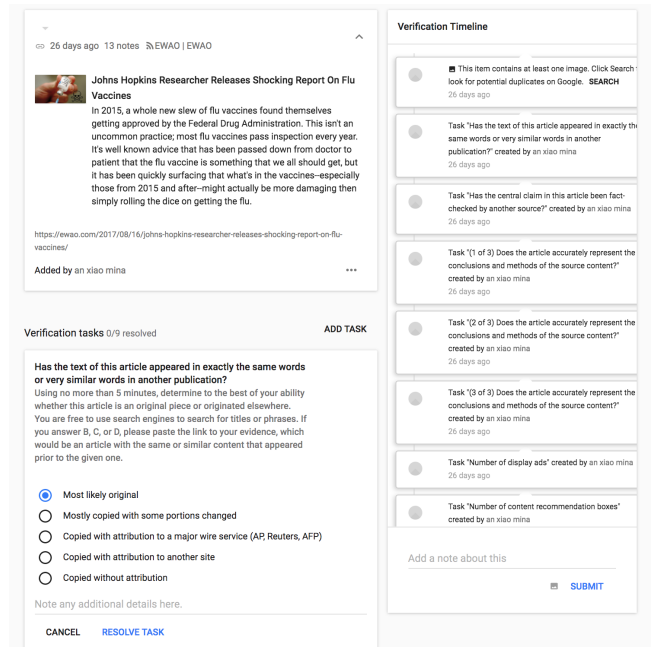 26 days ago 13 notes EWAO | EWAO
Johns Hopkins Researcher Releases Shocking Report On Flu
Vaccines
In 2015, a whole new slew of flu vaccines found themselves
getting approved by the Federal Drug Administration. This isn't an
uncommon practice; most flu vaccines pass inspection every year.
It's well known advice that has been passed down from doctor to
patient that the flu vaccine is something that we all should get, but
it has been quickly surfacing that what's in the vaccines–especially
those from 2015 and after–might actually be more damaging then
simply rolling the dice on getting the flu.
https://ewao.com/2017/08/16/johns-hopkins-researcher-releases-shocking-report-on-flu-
vaccines/
Added by an xiao mina
Verification tasks 0/9 resolved
ADD TASK
Has the text of this article appeared in exactly the same words
or very similar words in another publication?
Using no more than 5 minutes, determine to the best of your ability
whether this article is an original piece or originated elsewhere.
You are free to use search engines to search for titles or phrases. If
you answer B, C, or D, please paste the link to your evidence, which
would be an article with the same or similar content that appeared
prior to the given one.
Most likely original
Mostly copied with some portions changed
Copied with attribution to a major wire service (AP, Reuters, AFP)
Copied with attribution to another site
Copied without attribution
Note any additional details here.
CANCEL RESOLVE TASK
Verification Timeline
This item contains at least one image. Click Search
look for potential duplicates on Google. SEARCH
26 days ago
Task "Has the text of this article appeared in exactly the
same words or very similar words in another
publication?" created by an xiao mina
26 days ago
Task "Has the central claim in this article been fact-
checked by another source?" created by an xiao mina
26 days ago
Task "(1 of 3) Does the article accurately represent the
conclusions and methods of the source content?"
created by an xiao mina
26 days ago
Task "(2 of 3) Does the article accurately represent the
conclusions and methods of the source content?"
created by an xiao mina
26 days ago
Task "(3 of 3) Does the article accurately represent the
conclusions and methods of the source content?"
created by an xiao mina
26 days ago
Task "Number of display ads" created by an xiao mina
26 days ago
Task "Number of content recommendation boxes"
created by an xiao mina
Add a note about this
SUBMIT